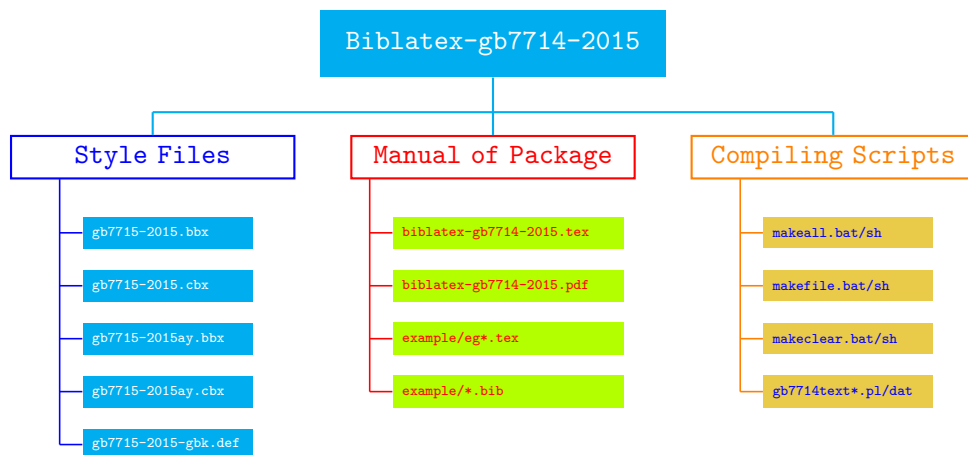 Biblatex-gb7714-2015
Style Files
gb7715-2015.bbx
gb7715-2015.cbx
gb7715-2015ay.bbx
gb7715-2015ay.cbx
gb7715-2015-gbk.def
Manual of Package
biblatex-gb7714-2015.tex
biblatex-gb7714-2015.pdf
example/eg*.tex
example/*.bib
Compiling Scripts
makeall.bat/sh
makefile.bat/sh
makeclear.bat/sh
gb7714text*.pl/dat